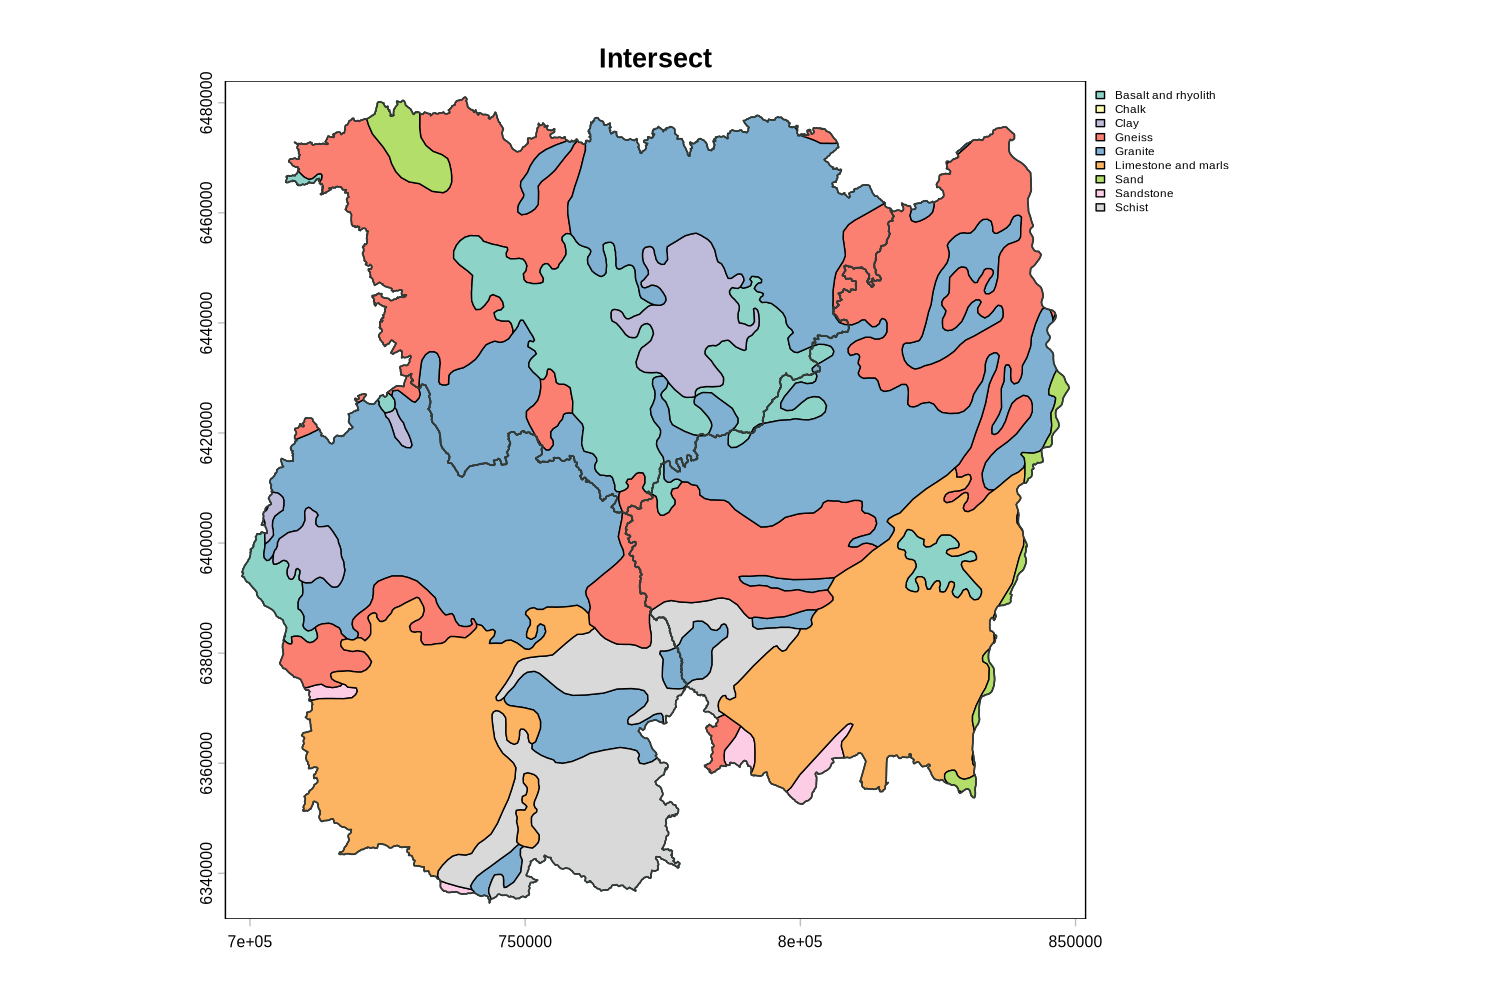 Intersect
6480000
6460000
6440000
6420000
6400000
6380000
6360000
6340000
7e+05
750000
8e+05
850000
Basalt and rhyolith
Chalk
Clay
Gneiss
Granite
Limestone and marls
Sand
Sandstone
Schist